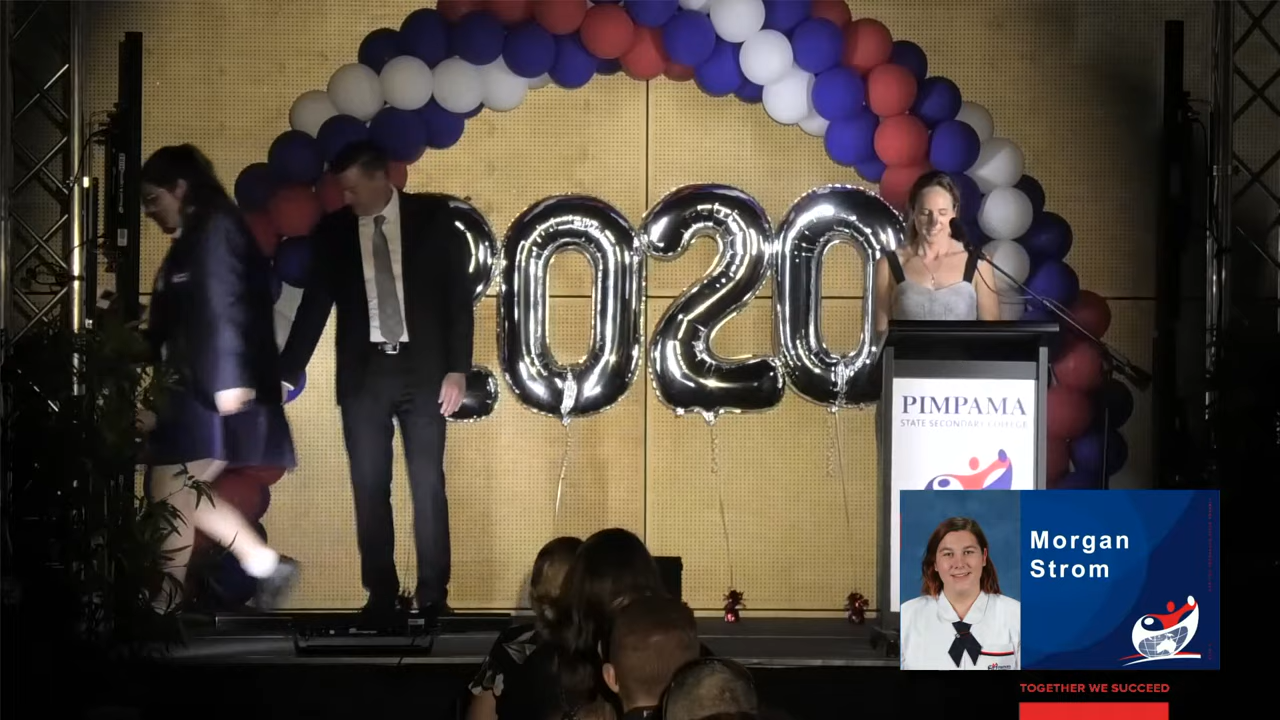 2020
PIMPAMA
STATE SECONDARY COLLEGE
Morgan
Strom
TOGETHER WE SUCCEED